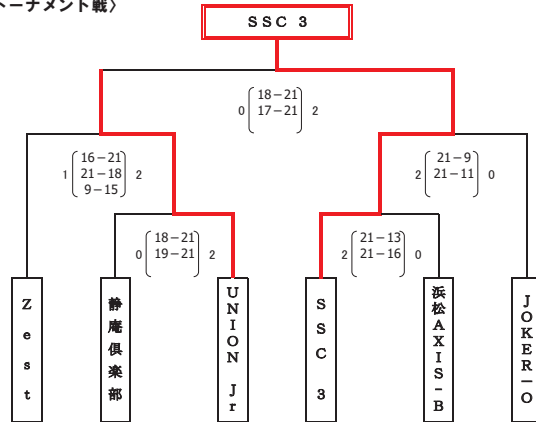 トーナメント戦〉
SSC 3
0 18-21 2
17-21
1 16-21 2
21-18
9-15
2 21-9 0
21-11
0 18-21 2
19-21
2 21-13 0
21-16
Zest
静庵倶楽部
UNION Jr
SSC 3
浜松AXIS-B
JOKER-O